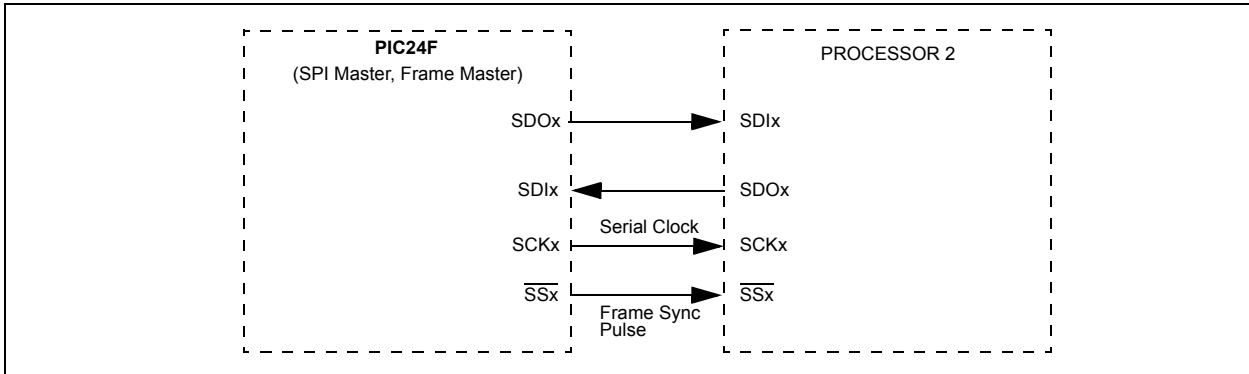 PIC24F
(SPI Master, Frame Master)
PROCESSOR 2
SDOx
SDIx
SDIx
SDOx
Serial Clock
SCKx
SCKx
SSx
SSx
Frame Sync
Pulse